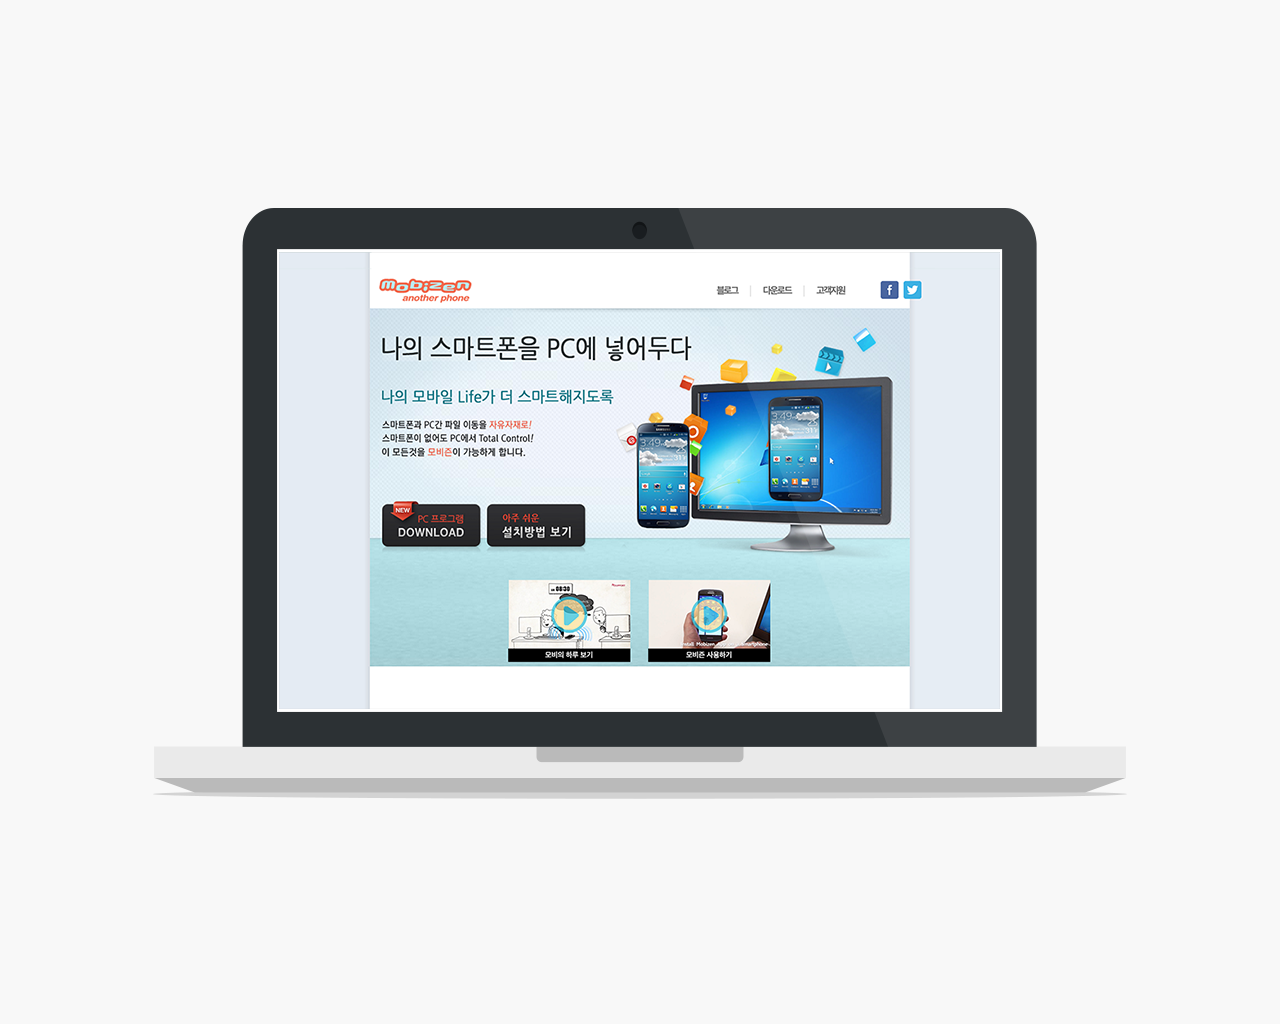 mobizen
another phone
블로그
다운로드
고객지원
나의 스마트폰을 PC에 넣어두다
나의 모바일 Life가 더 스마트해지도록
스마트폰과 PC간 파일 이동을 자유자재로!
스마트폰이 없어도 PC에서 Total Control!
이 모든것을 모비즌이 가능하게 합니다.
NEW
PC 프로그램
DOWNLOAD
아주 쉬운
설치방법 보기
08:30
모비의 하루 보기
모비즌 사용하기